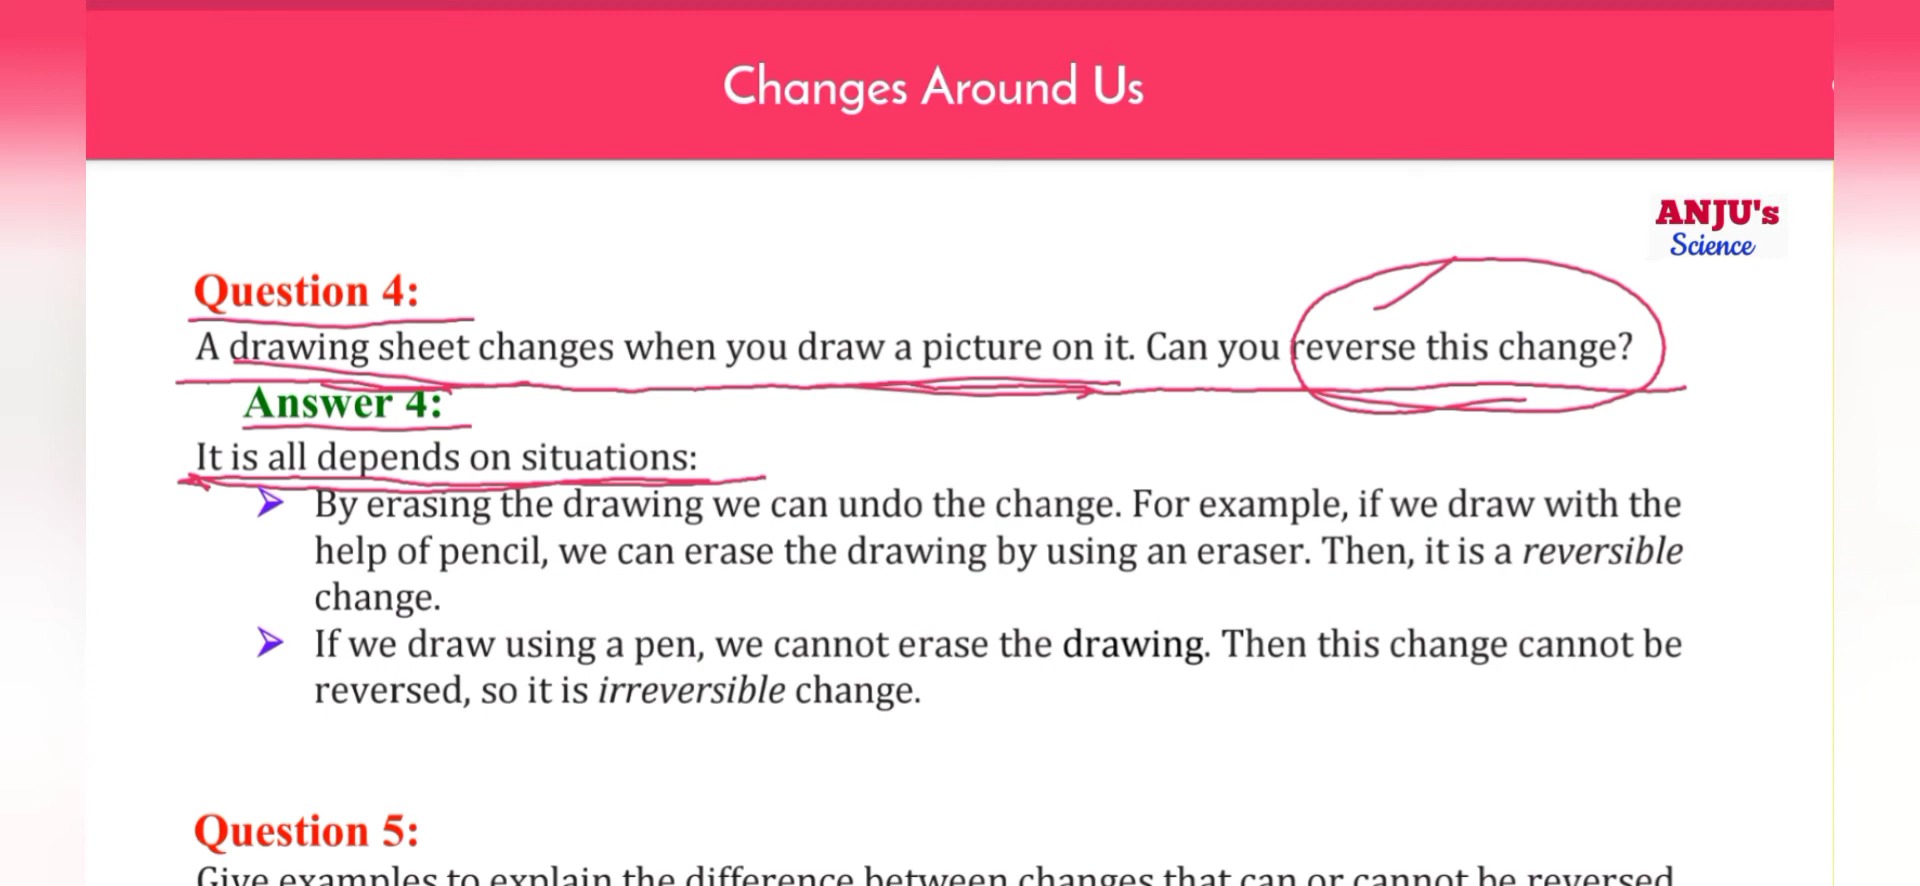 Changes Around Us
ANJU's
Science
Question 4:
A drawing sheet changes when you draw a picture on it. Can you reverse this change?
Answer 4:
It is all depends on situations:
➢ By erasing the drawing we can undo the change. For example, if we draw with the
help of pencil, we can erase the drawing by using an eraser. Then, it is a reversible
change.
➢ If we draw using a pen, we cannot erase the drawing. Then this change cannot be
reversed, so it is irreversible change.
Question 5:
Give examples to explain the difference between changes that can or cannot be reversed